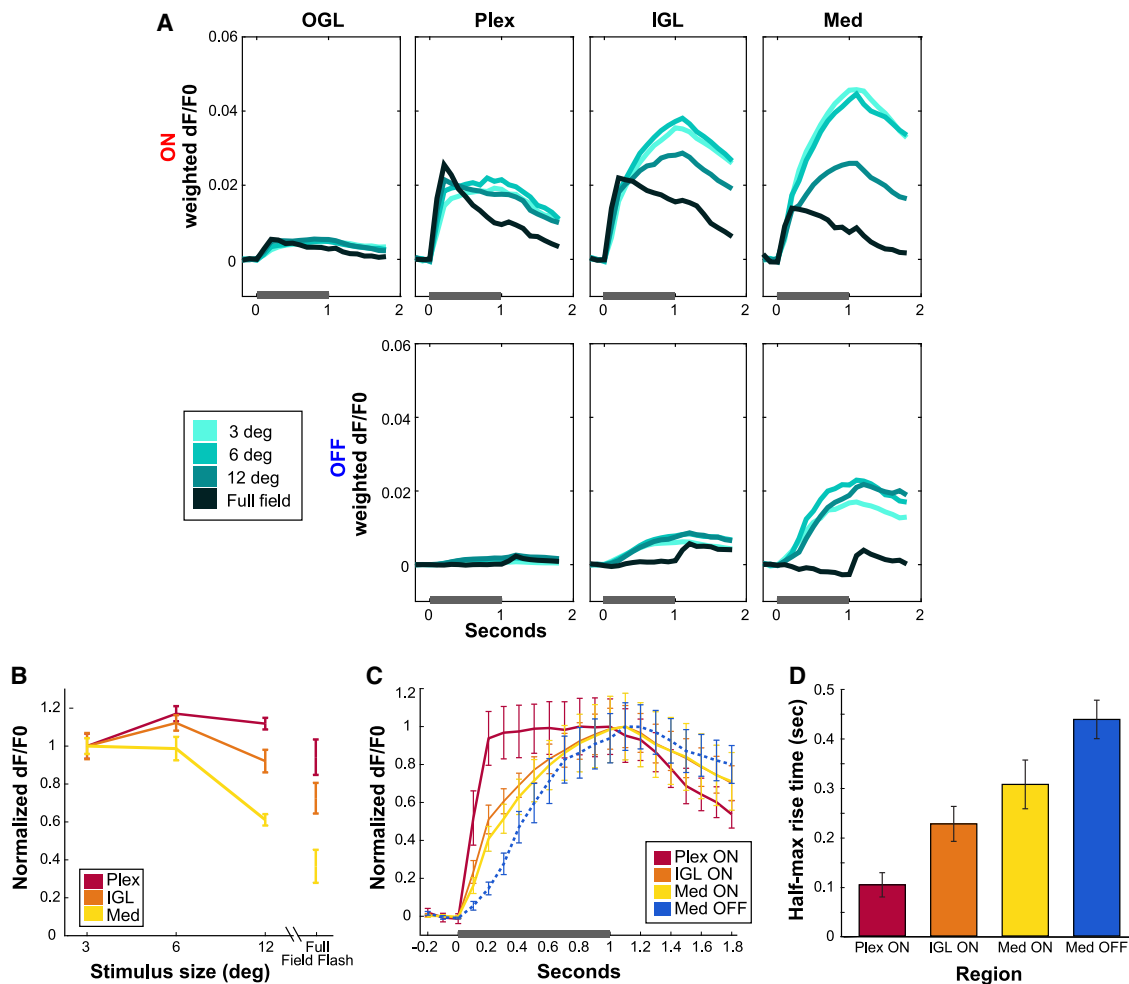 A
OGL
Plex
IGL
Med
ON
weighted dF/F0
0.06
0.04
0.02
0
0 1 2
0 1 2
0 1 2
0 1 2
OFF
weighted dF/F0
0.06
0.04
0.02
0
0 1 2
0 1 2
0 1 2
Seconds
3 deg
6 deg
12 deg
Full field
B
Normalized dF/F0
1.2
1.0
0.8
0.6
0.4
0.2
0
Plex
IGL
Med
3 6 12 Full
Field Flash
Stimulus size (deg)
C
Normalized dF/F0
1.2
1.0
0.8
0.6
0.4
0.2
0
Plex ON
IGL ON
Med ON
Med OFF
−0.2 0 0.2 0.4 0.6 0.8 1.0 1.2 1.4 1.6 1.8
Seconds
D
Half-max rise time (sec)
0.5
0.4
0.3
0.2
0.1
0
Plex ON IGL ON Med ON Med OFF
Region